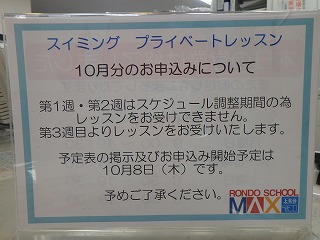 スイミング　プライベートレッスン
10月分のお申込みについて
第1週・第2週はスケジュール調整期間の為
レッスンをお受けできません。
第3週目よりレッスンをお受けいたします。
予定表の掲示及びお申込み開始予定は
10月8日（木）です。
予めご了承ください。
RONDO SCHOOL
MAX